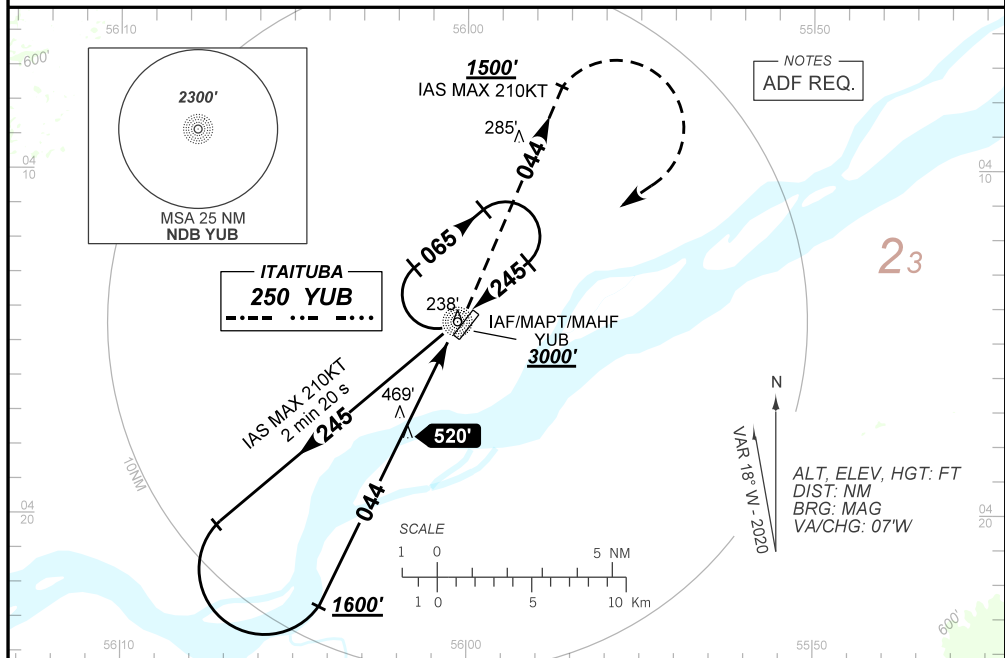 56|10
56|00
55|50
600'
2300'
MSA 25 NM
NDB YUB
1500'
IAS MAX 210KT
NOTES
ADF REQ.
285'
044
04
10
04
10
065
245
23
ITAITUBA
250 YUB
238'
IAF/MAPT/MAHF
YUB
3000'
IAS MAX 210KT
2 min 20 s
245
469'
520'
N
VAR 18° W - 2020
10NM
044
ALT, ELEV, HGT: FT
DIST: NM
BRG: MAG
VA/CHG: 07'W
04
20
04
20
SCALE
1 0 5 NM
1 0 5 10 Km
1600'
600'
56|10
56|00
55|50